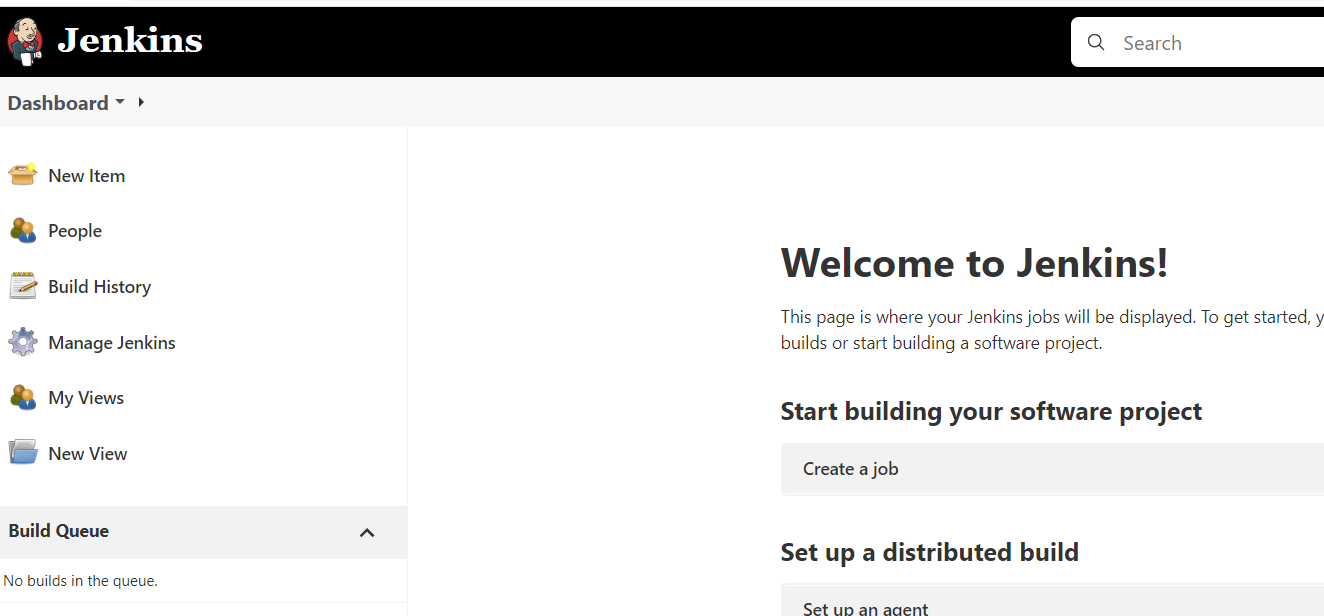 Jenkins
Search
Dashboard
New Item
People
Build History
Manage Jenkins
My Views
New View
Build Queue
No builds in the queue.
Welcome to Jenkins!
This page is where your Jenkins jobs will be displayed. To get started, y
builds or start building a software project.
Start building your software project
Create a job
Set up a distributed build
Set up an agent